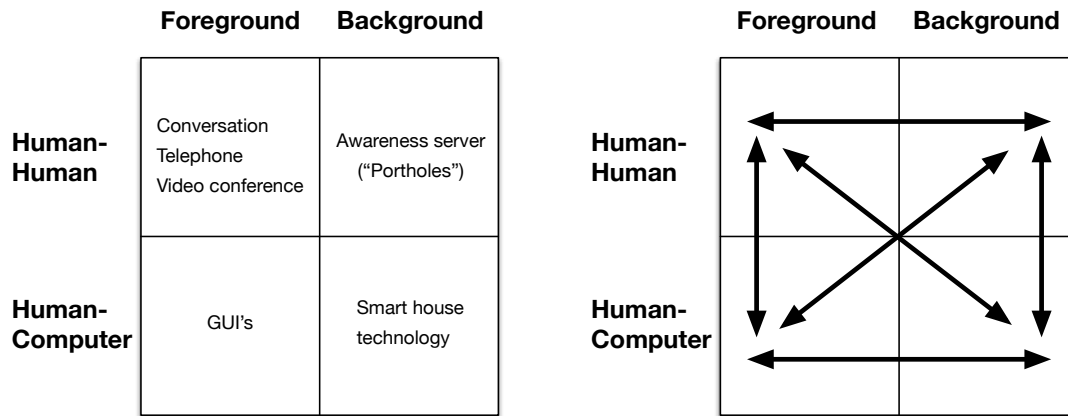 Foreground Background
Human-
Human
Conversation
Telephone
Video conference
Awareness server
(“Portholes”)
Human-
Computer
GUI’s
Smart house
technology
Foreground Background
Human-
Human
Human-
Computer